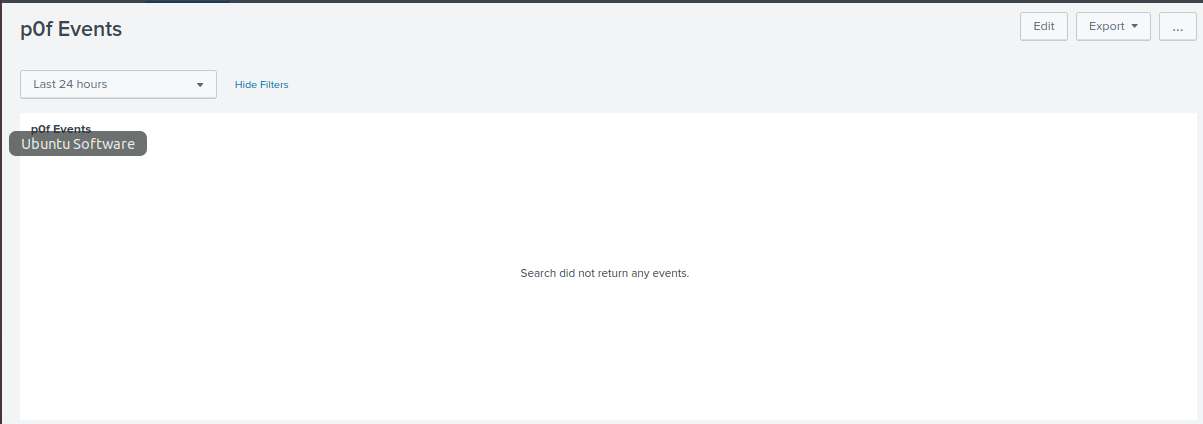 p0f Events
Edit
Export
...
Last 24 hours
Hide Filters
p0f Events
Ubuntu Software
Search did not return any events.